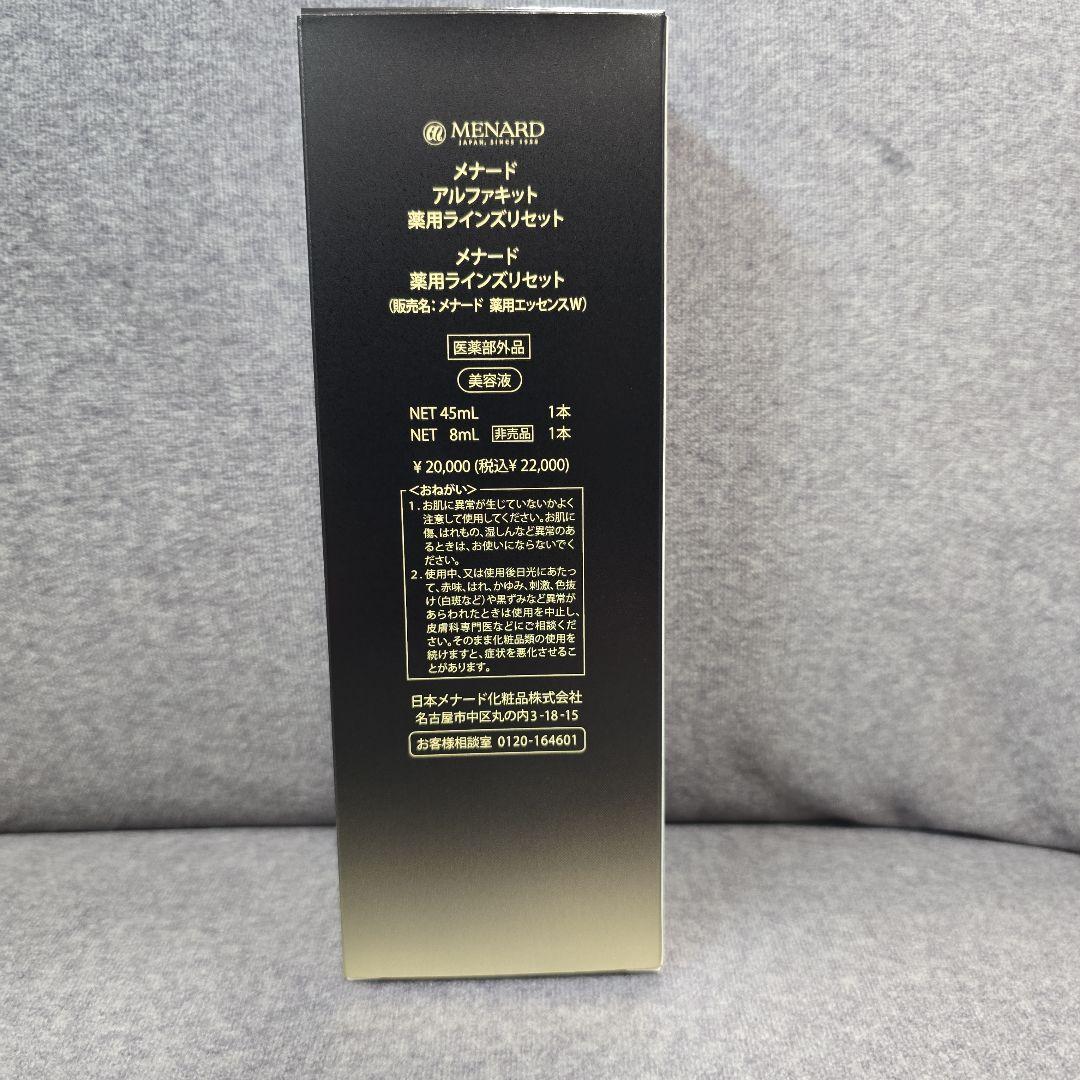 MENARD
JAPAN, SINCE 1959
メナード
アルファキット
薬用ラインズリセット
メナード
薬用ラインズリセット
(販売名:メナード 薬用エッセンスW)
医薬部外品
美容液
NET 45mL 1本
NET 8mL 非売品 1本
¥20,000 (税込¥22,000)
<おねがい>
1.お肌に異常が生じていないかよく
注意して使用してください。お肌に
傷、はれもの、湿しんなど異常のあ
るときは、お使いにならないでく
ださい。
2.使用中、又は使用後日光にあたっ
て、赤味、はれ、かゆみ、刺激、色抜
け(白斑など)や黒ずみなど異常が
あらわれたときは使用を中止し、
皮膚科専門医などにご相談くだ
さい。そのまま化粧品類の使用を
続けますと、症状を悪化させるこ
とがあります。
日本メナード化粧品株式会社
名古屋市中区丸の内3-18-15
お客様相談室 0120-164601